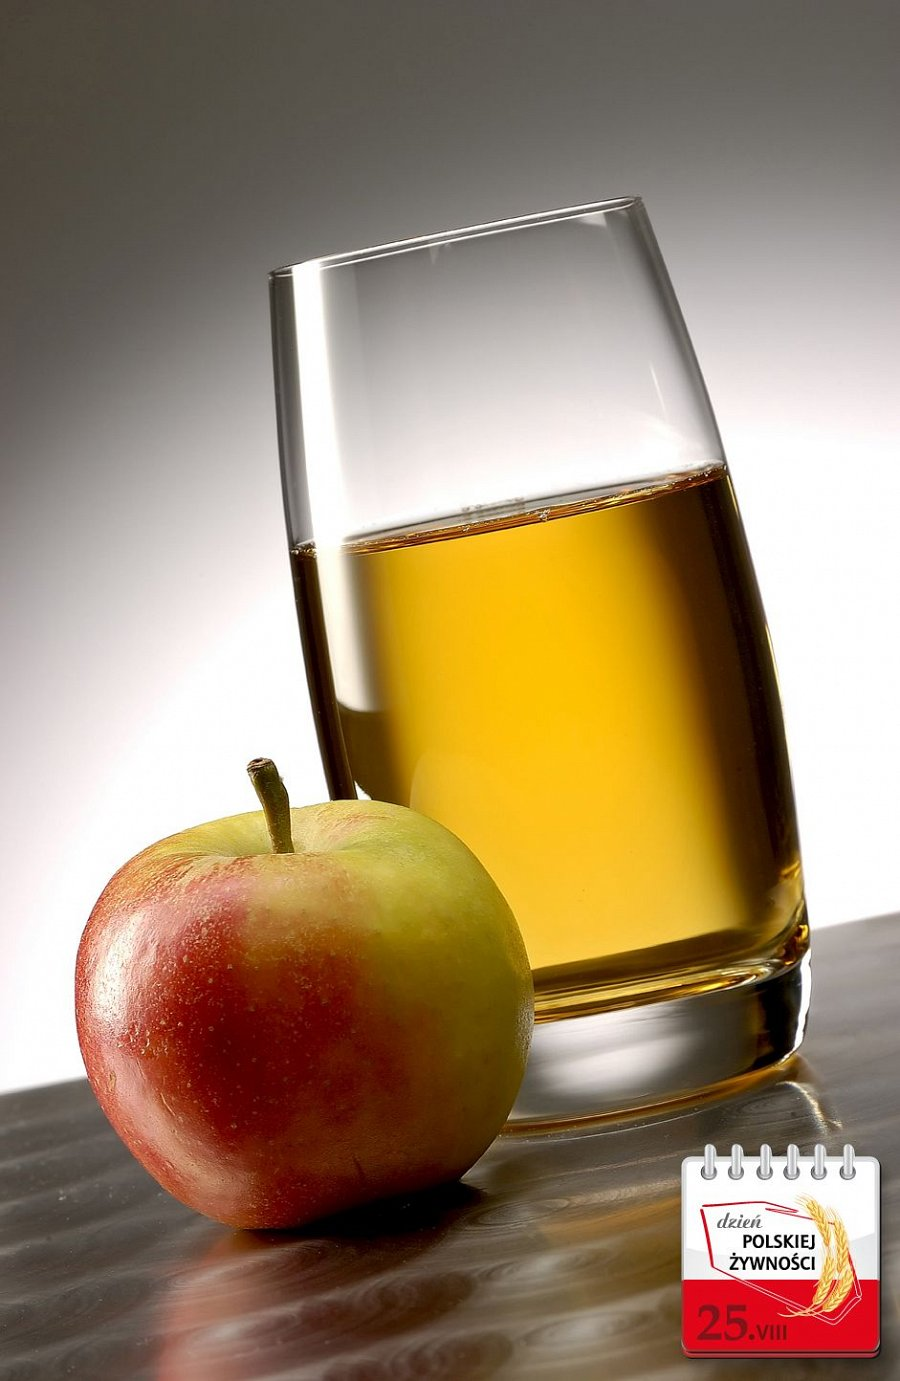 dzień
POLSKIEJ
ŻYWNOŚCI
25.VIII